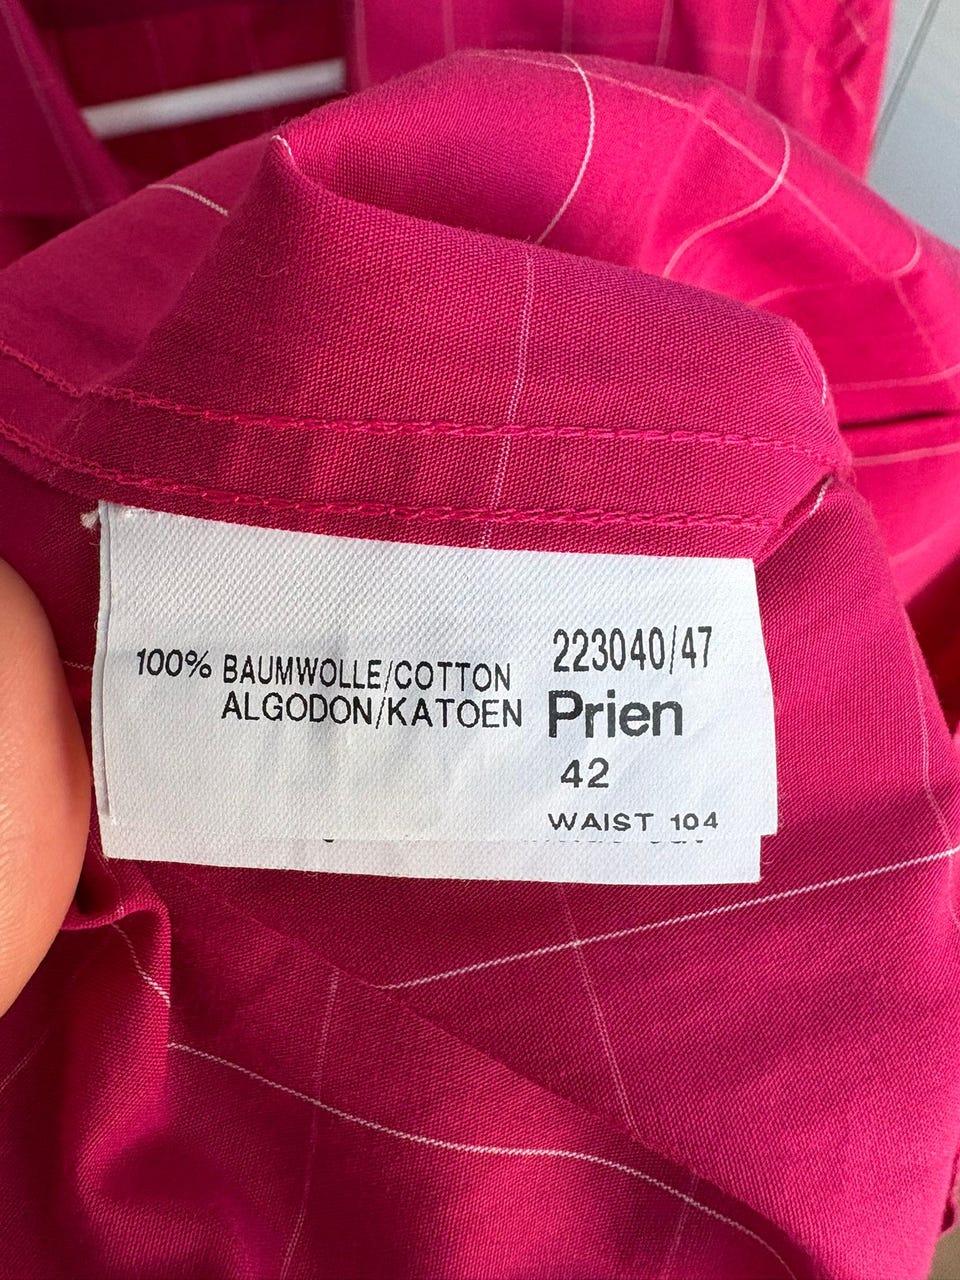 100% BAUMWOLLE/COTTON
ALGODON/KATOEN
223040/47
Prien
42
WAIST 104